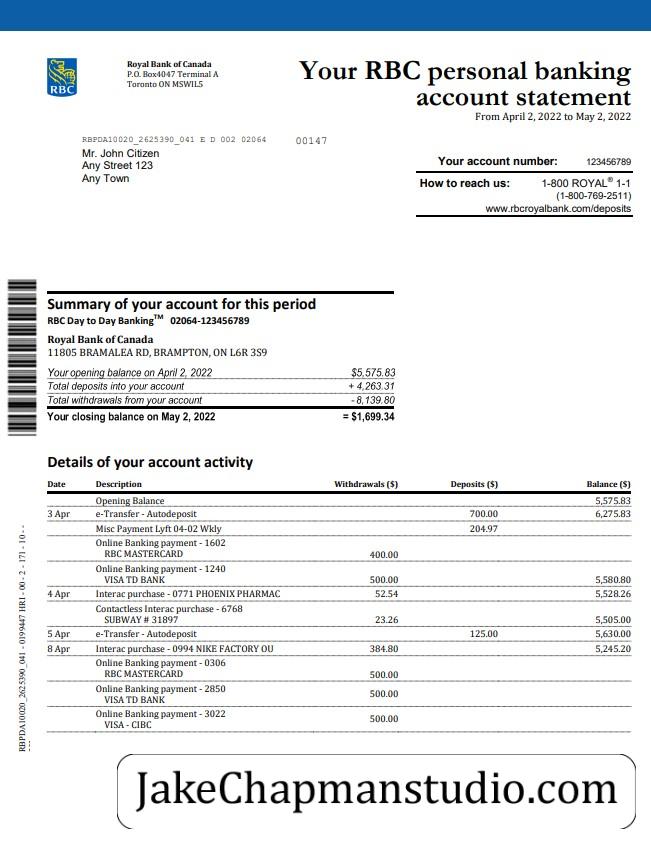 RBC
Royal Bank of Canada
P.O. Box4047 Terminal A
Toronto ON MSWIL5
Your RBC personal banking
account statement
From April 2, 2022 to May 2, 2022
RBPDA10020_2625390_041 E D 002 02064 00147
Mr. John Citizen
Any Street 123
Any Town
Your account number: 123456789
How to reach us: 1-800 ROYAL® 1-1
(1-800-769-2511)
www.rbcroyalbank.com/deposits
Summary of your account for this period
RBC Day to Day Banking™ 02064-123456789
Royal Bank of Canada
11805 BRAMALEA RD, BRAMPTON, ON L6R 3S9
Your opening balance on April 2, 2022 $5,575.83
Total deposits into your account + 4,263.31
Total withdrawals from your account - 8,139.80
Your closing balance on May 2, 2022 = $1,699.34
Details of your account activity
Date Description Withdrawals ($) Deposits ($) Balance ($)
Opening Balance 5,575.83
3 Apr e-Transfer - Autodeposit 700.00 6,275.83
Misc Payment Lyft 04-02 Wkly 204.97
Online Banking payment - 1602
RBC MASTERCARD 400.00
Online Banking payment - 1240
VISA TD BANK 500.00 5,580.80
4 Apr Interac purchase - 0771 PHOENIX PHARMAC 52.54 5,528.26
Contactless Interac purchase - 6768
SUBWAY # 31897 23.26 5,505.00
5 Apr e-Transfer - Autodeposit 125.00 5,630.00
8 Apr Interac purchase - 0994 NIKE FACTORY OU 384.80 5,245.20
Online Banking payment - 0306
RBC MASTERCARD 500.00
Online Banking payment - 2850
VISA TD BANK 500.00
Online Banking payment - 3022
VISA - CIBC 500.00
RBPDA10020_2625390_041 - 0199447 HR1 - 00 - 2 - 171 - 10 - -
- - -
JakeChapmanstudio.com